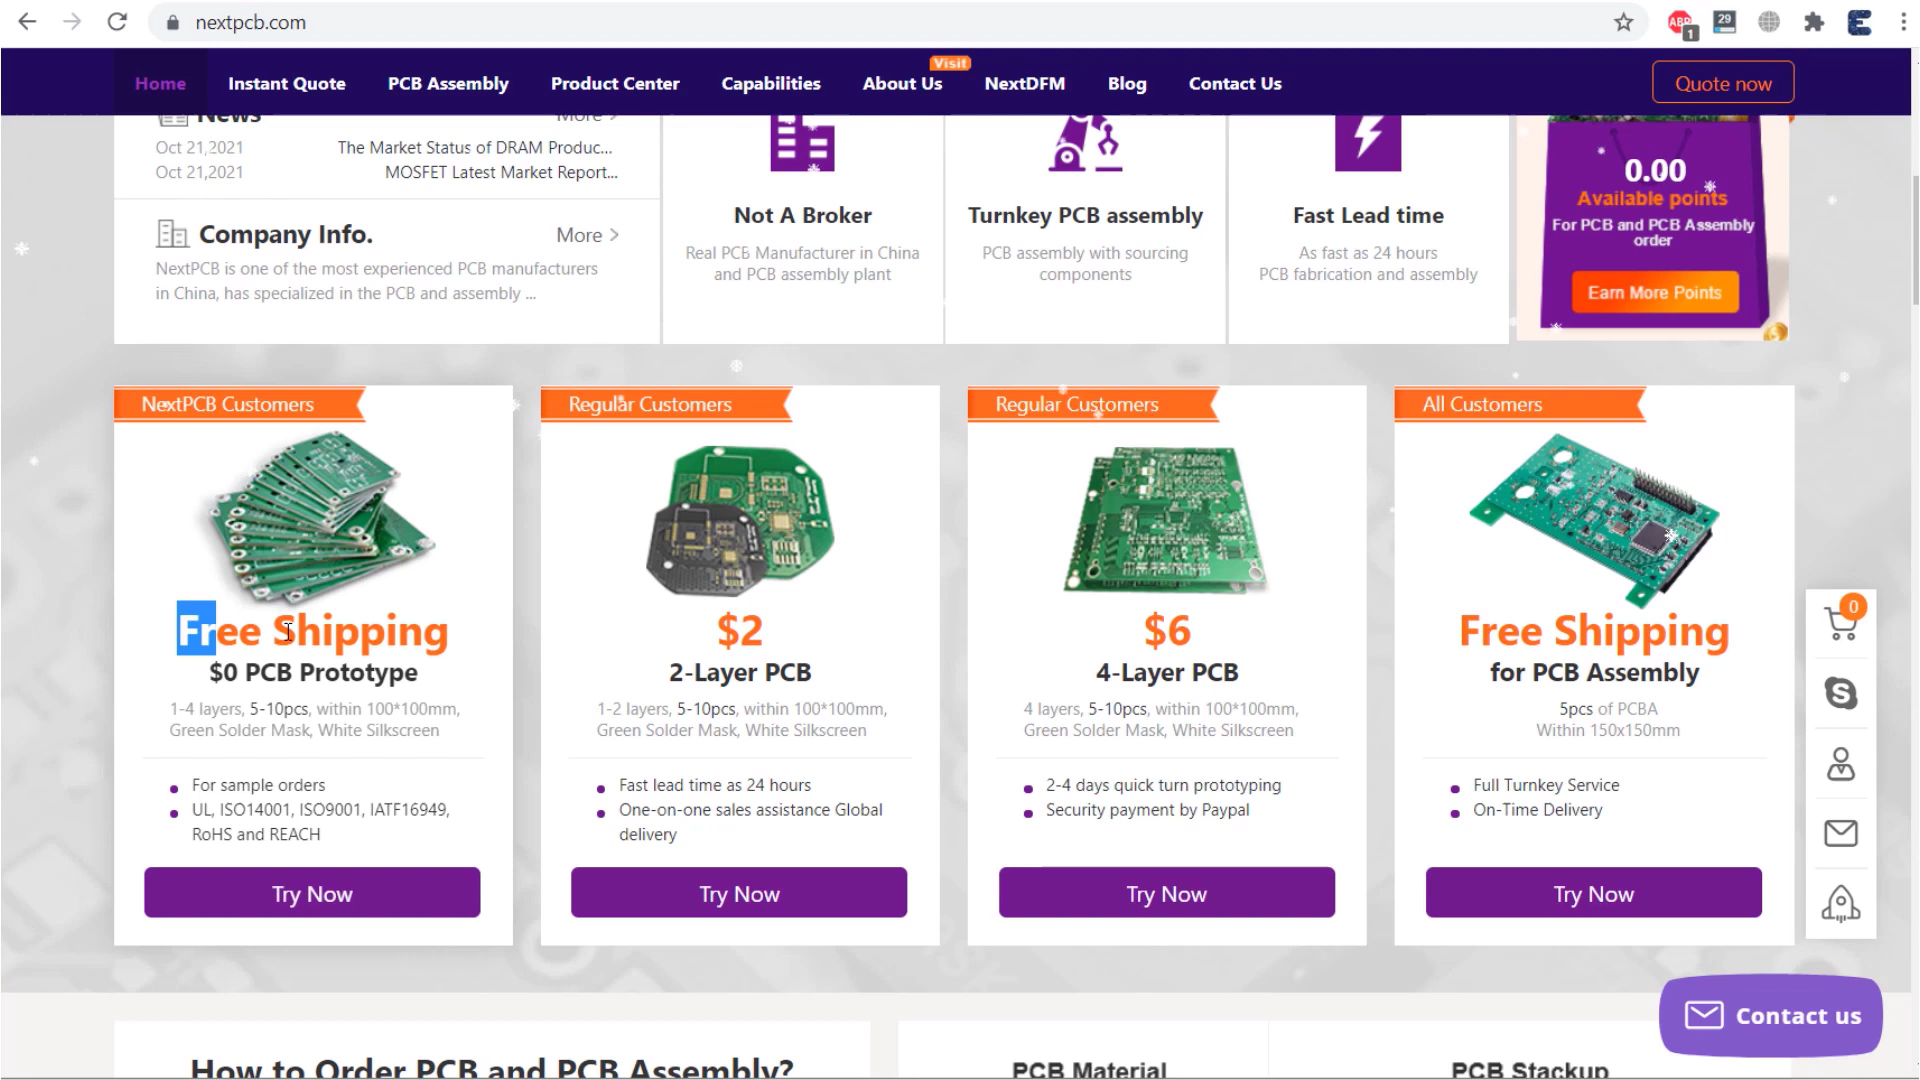 nextpcb.com
ABP
1
29
Home
Instant Quote
PCB Assembly
Product Center
Capabilities
About Us
Visit
NextDFM
Blog
Contact Us
Quote now
News
More >
Oct 21,2021
The Market Status of DRAM Produc...
Oct 21,2021
MOSFET Latest Market Report...
Company Info.
More >
NextPCB is one of the most experienced PCB manufacturers
in China, has specialized in the PCB and assembly ...
Not A Broker
Real PCB Manufacturer in China
and PCB assembly plant
Turnkey PCB assembly
PCB assembly with sourcing
components
Fast Lead time
As fast as 24 hours
PCB fabrication and assembly
0.00
Available points
For PCB and PCB Assembly
order
Earn More Points
NextPCB Customers
Free Shipping
$0 PCB Prototype
1-4 layers, 5-10pcs, within 100*100mm,
Green Solder Mask, White Silkscreen
For sample orders
UL, ISO14001, ISO9001, IATF16949,
RoHS and REACH
Try Now
Regular Customers
$2
2-Layer PCB
1-2 layers, 5-10pcs, within 100*100mm,
Green Solder Mask, White Silkscreen
Fast lead time as 24 hours
One-on-one sales assistance Global
delivery
Try Now
Regular Customers
$6
4-Layer PCB
4 layers, 5-10pcs, within 100*100mm,
Green Solder Mask, White Silkscreen
2-4 days quick turn prototyping
Security payment by Paypal
Try Now
All Customers
Free Shipping
for PCB Assembly
5pcs of PCBA
Within 150x150mm
Full Turnkey Service
On-Time Delivery
Try Now
0
Contact us
How to Order PCB and PCB Assembly?
PCB Material
PCB Stackup